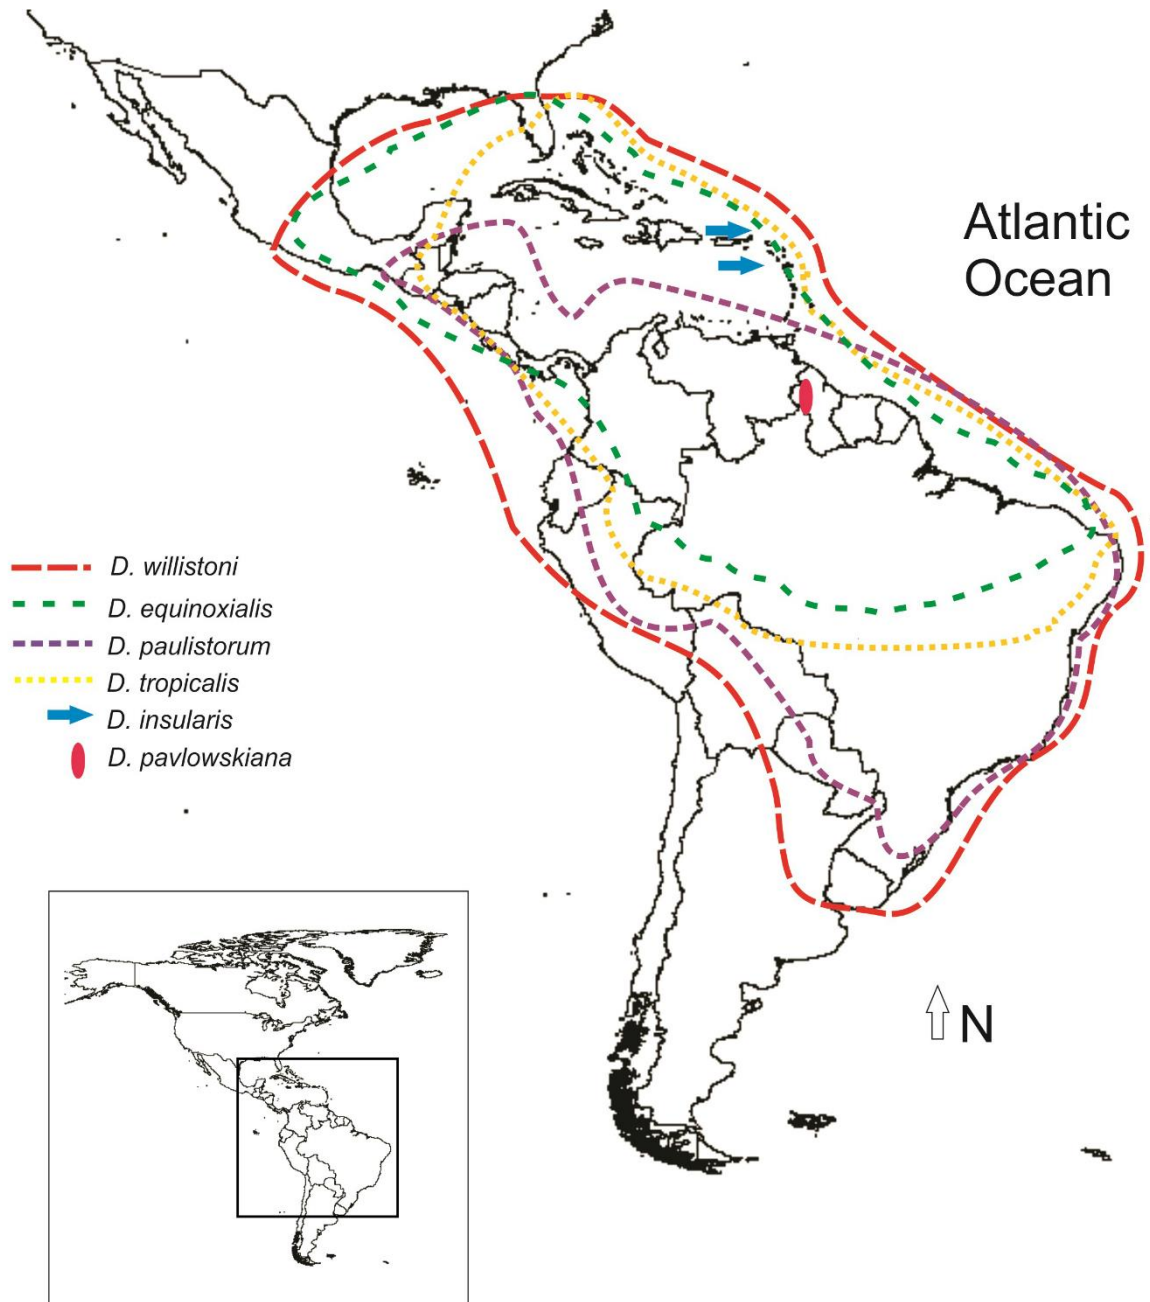 Atlantic
Ocean
D. willistoni
D. equinoxialis
D. paulistorum
D. tropicalis
D. insularis
D. pavlowskiana
N